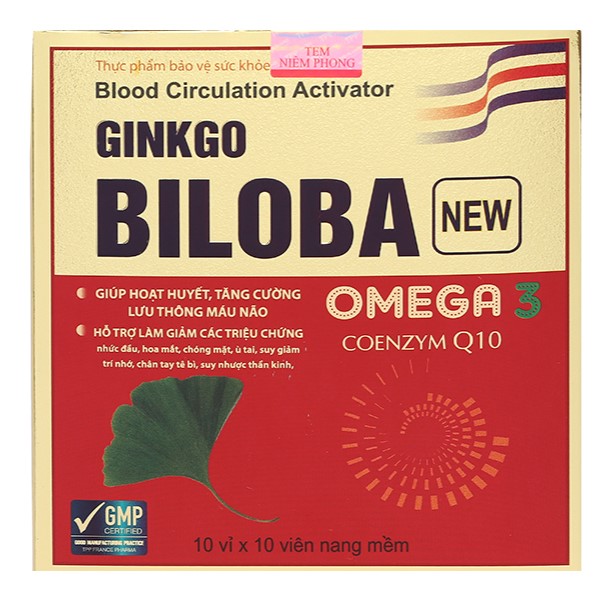 TEM
NIÊM PHONG
Thực phẩm bảo vệ sức khỏe
Blood Circulation Activator
GINKGO
BILOBA NEW
GIÚP HOẠT HUYẾT, TĂNG CƯỜNG
LƯU THÔNG MÁU NÃO
HỖ TRỢ LÀM GIẢM CÁC TRIỆU CHỨNG
nhức đầu, hoa mắt, chóng mặt, ù tai, suy giảm
trí nhớ, chân tay tê bì, suy nhược thần kinh,
OMEGA 3
COENZYM Q10
GMP
CERTIFIED
GOOD MANUFACTURING PRACTICE
10 vỉ x 10 viên nang mềm